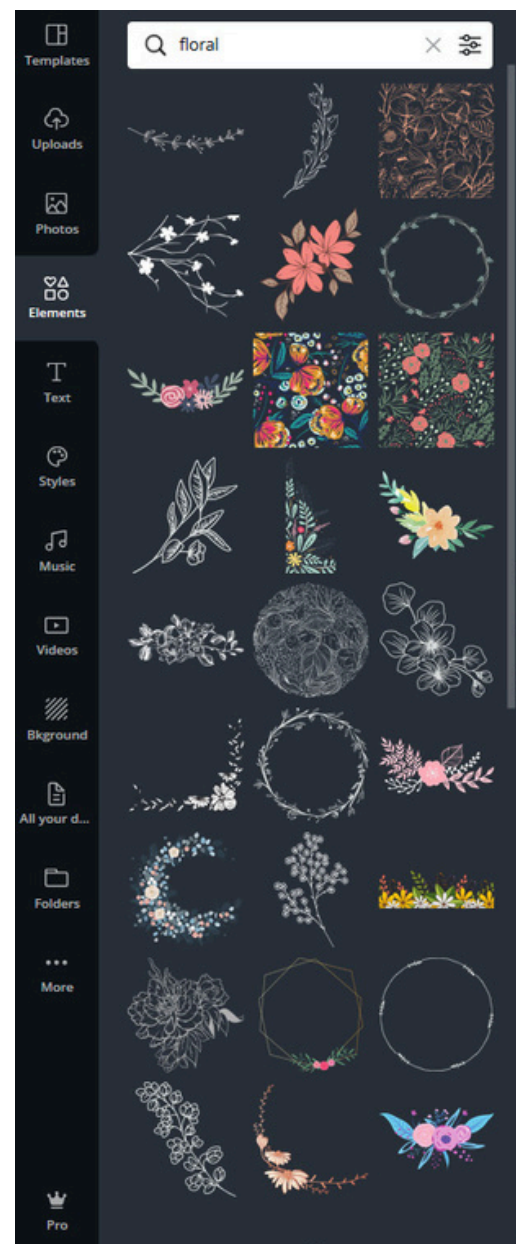 floral
Templates
Uploads
Photos
Elements
Text
Styles
Music
Videos
Bkground
All your d...
Folders
More
Pro